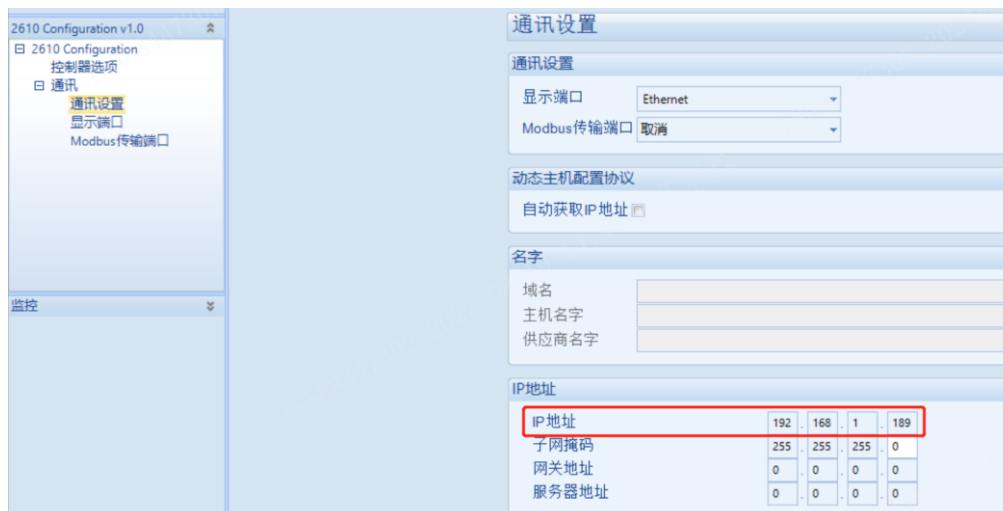 2610 Configuration v1.0
2610 Configuration
控制器选项
通讯
通讯设置
显示端口
Modbus传输端口
监控
通讯设置
通讯设置
显示端口 Ethernet
Modbus传输端口 取消
动态主机配置协议
自动获取IP地址
名字
域名
主机名字
供应商名字
IP地址
IP地址 192 . 168 . 1 . 189
子网掩码 255 . 255 . 255 . 0
网关地址 0 . 0 . 0 . 0
服务器地址 0 . 0 . 0 . 0